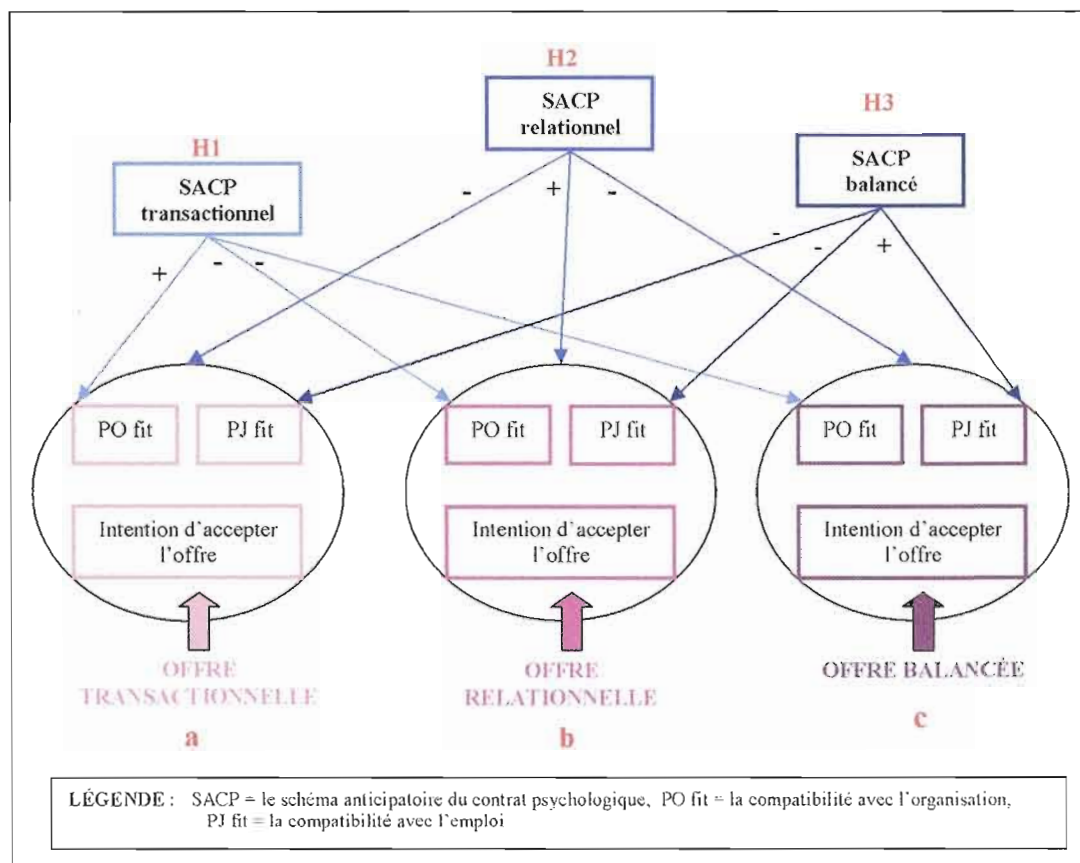 H2
SACP
relationnel
H3
SACP
balancé
H1
SACP
transactionnel
- + -
- - +
+ - -
PO fit PJ fit
Intention d'accepter
l'offre
PO fit PJ fit
Intention d'accepter
l'offre
PO fit PJ fit
Intention d'accepter
l'offre
OFFRE
TRANSACTIONNELLE
a
OFFRE
RELATIONNELLE
b
OFFRE BALANCÉE
c
LÉGENDE : SACP = le schéma anticipatoire du contrat psychologique, PO fit = la compatibilité avec l'organisation,
PJ fit = la compatibilité avec l'emploi